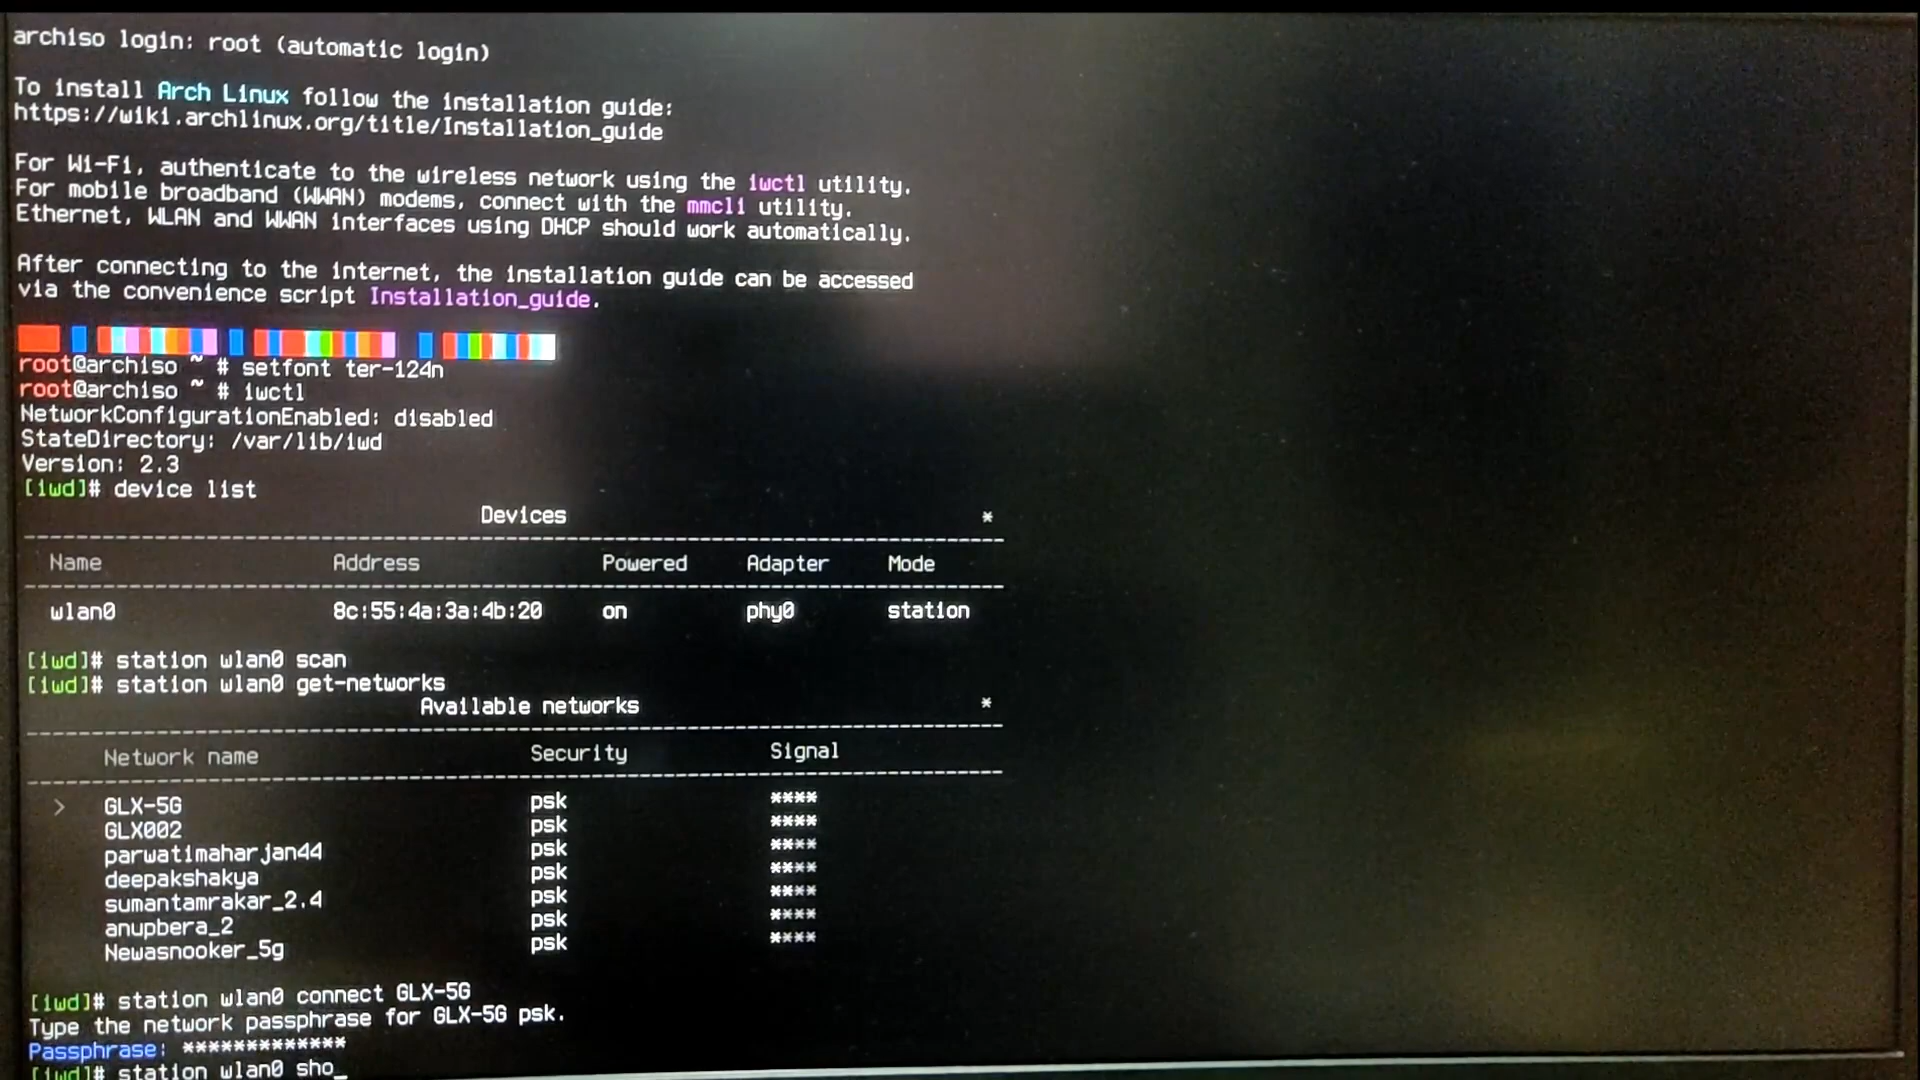 archiso login: root (automatic login)
To install Arch Linux follow the installation guide:
https://wiki.archlinux.org/title/Installation_guide
For Wi-Fi, authenticate to the wireless network using the iwctl utility.
For mobile broadband (WWAN) modems, connect with the mmcli utility.
Ethernet, WLAN and WWAN interfaces using DHCP should work automatically.
After connecting to the internet, the installation guide can be accessed
via the convenience script Installation_guide.
root@archiso ~ # setfont ter-124n
root@archiso ~ # iwctl
NetworkConfigurationEnabled: disabled
StateDirectory: /var/lib/iwd
Version: 2.3
[iwd]# device list
Devices *
Name Address Powered Adapter Mode
wlan0 8c:55:4a:3a:4b:20 on phy0 station
[iwd]# station wlan0 scan
[iwd]# station wlan0 get-networks
Available networks *
Network name Security Signal
> GLX-5G psk ****
GLX002 psk ****
parwatimaharjan44 psk ****
deepakshakya psk ****
sumantamrakar_2.4 psk ****
anupbera_2 psk ****
Newasnooker_5g psk ****
[iwd]# station wlan0 connect GLX-5G
Type the network passphrase for GLX-5G psk.
Passphrase: *************
[iwd]# station wlan0 sho_